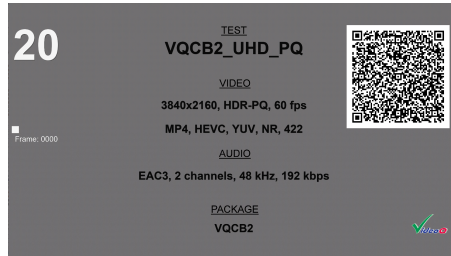 20
TEST
VQCB2_UHD_PQ
VIDEO
3840x2160, HDR-PQ, 60 fps
MP4, HEVC, YUV, NR, 422
Frame: 0000
AUDIO
EAC3, 2 channels, 48 kHz, 192 kbps
PACKAGE
VQCB2
VideoQ